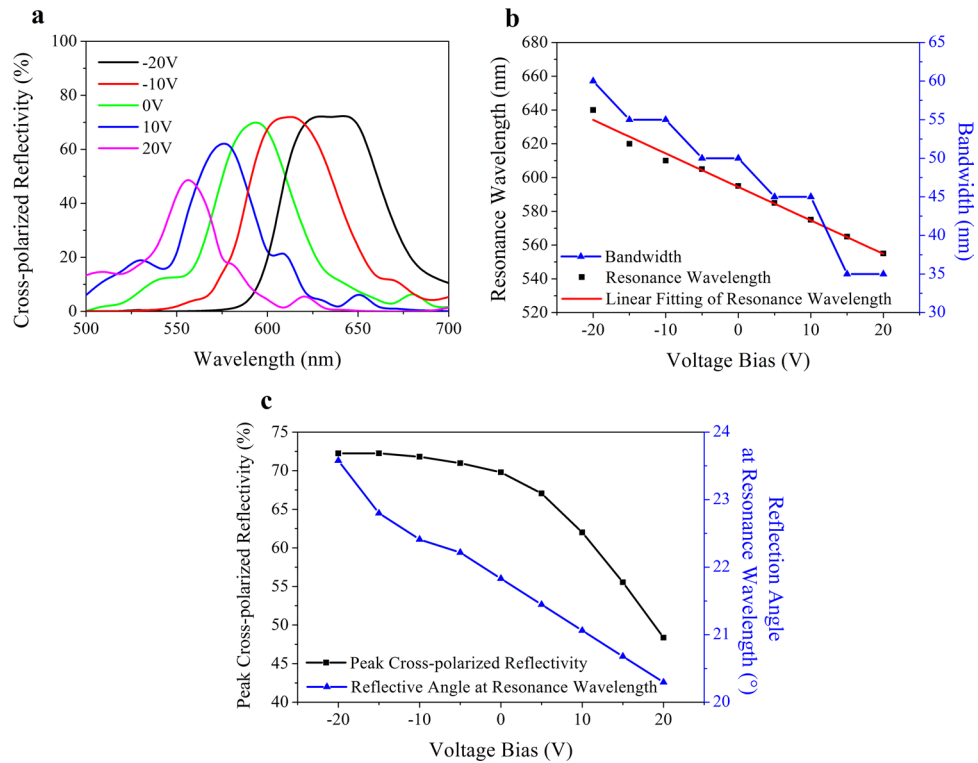 a
Cross-polarized Reflectivity (%)
100
80
60
40
20
0
-20V
-10V
0V
10V
20V
500
550
600
650
700
Wavelength (nm)
b
Resonance Wavelength (nm)
680
660
640
620
600
580
560
540
520
Bandwidth
Resonance Wavelength
Linear Fitting of Resonance Wavelength
65
60
55
50
45
40
35
30
Bandwidth (nm)
-20
-10
0
10
20
Voltage Bias (V)
c
Peak Cross-polarized Reflectivity (%)
75
70
65
60
55
50
45
40
Peak Cross-polarized Reflectivity
Reflective Angle at Resonance Wavelength
24
23
22
21
20
Reflection Angle
at Resonance Wavelength (°)
-20
-10
0
10
20
Voltage Bias (V)